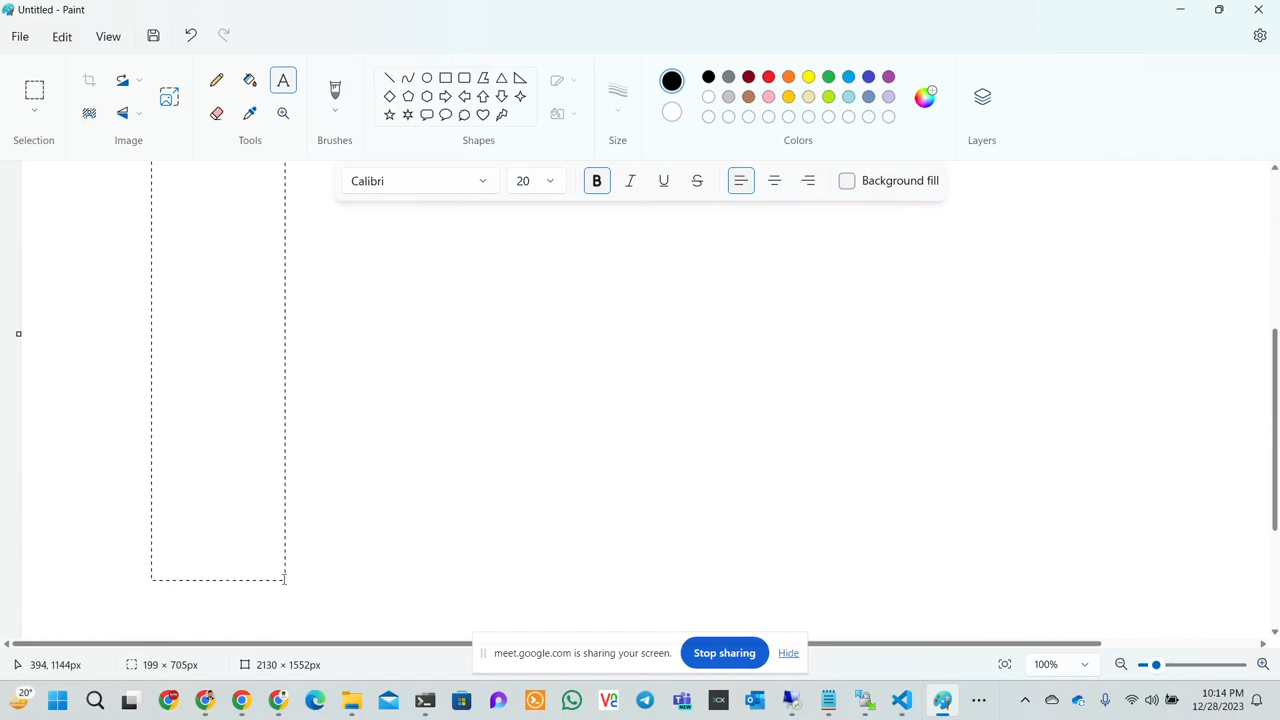 Untitled - Paint
File
Edit
View
A
Selection
Image
Tools
Brushes
Shapes
Size
Colors
Layers
Calibri
20
B
I
U
S
Background fill
meet.google.com is sharing your screen.
Stop sharing
Hide
394, 1144px
199 × 705px
2130 × 1552px
100%
20°
10:14 PM
12/28/2023